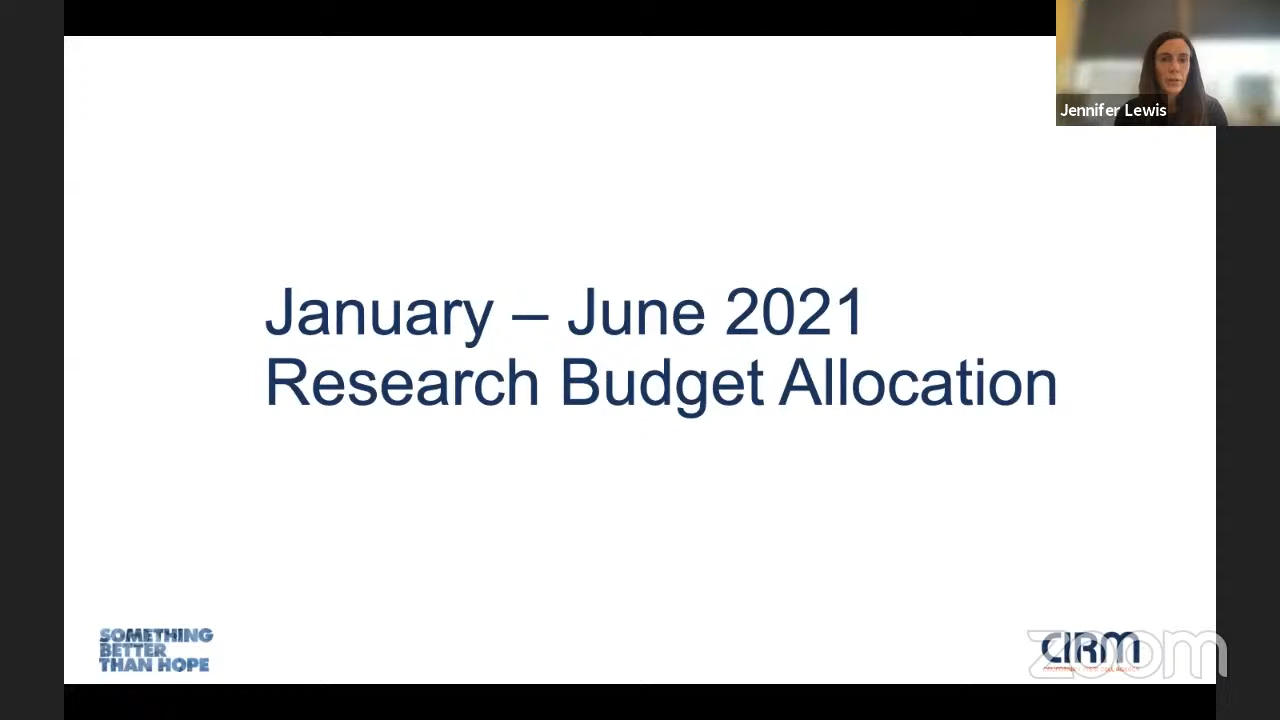 Jennifer Lewis
January – June 2021
Research Budget Allocation
SOMETHING
BETTER
THAN HOPE
CIRM
zoom